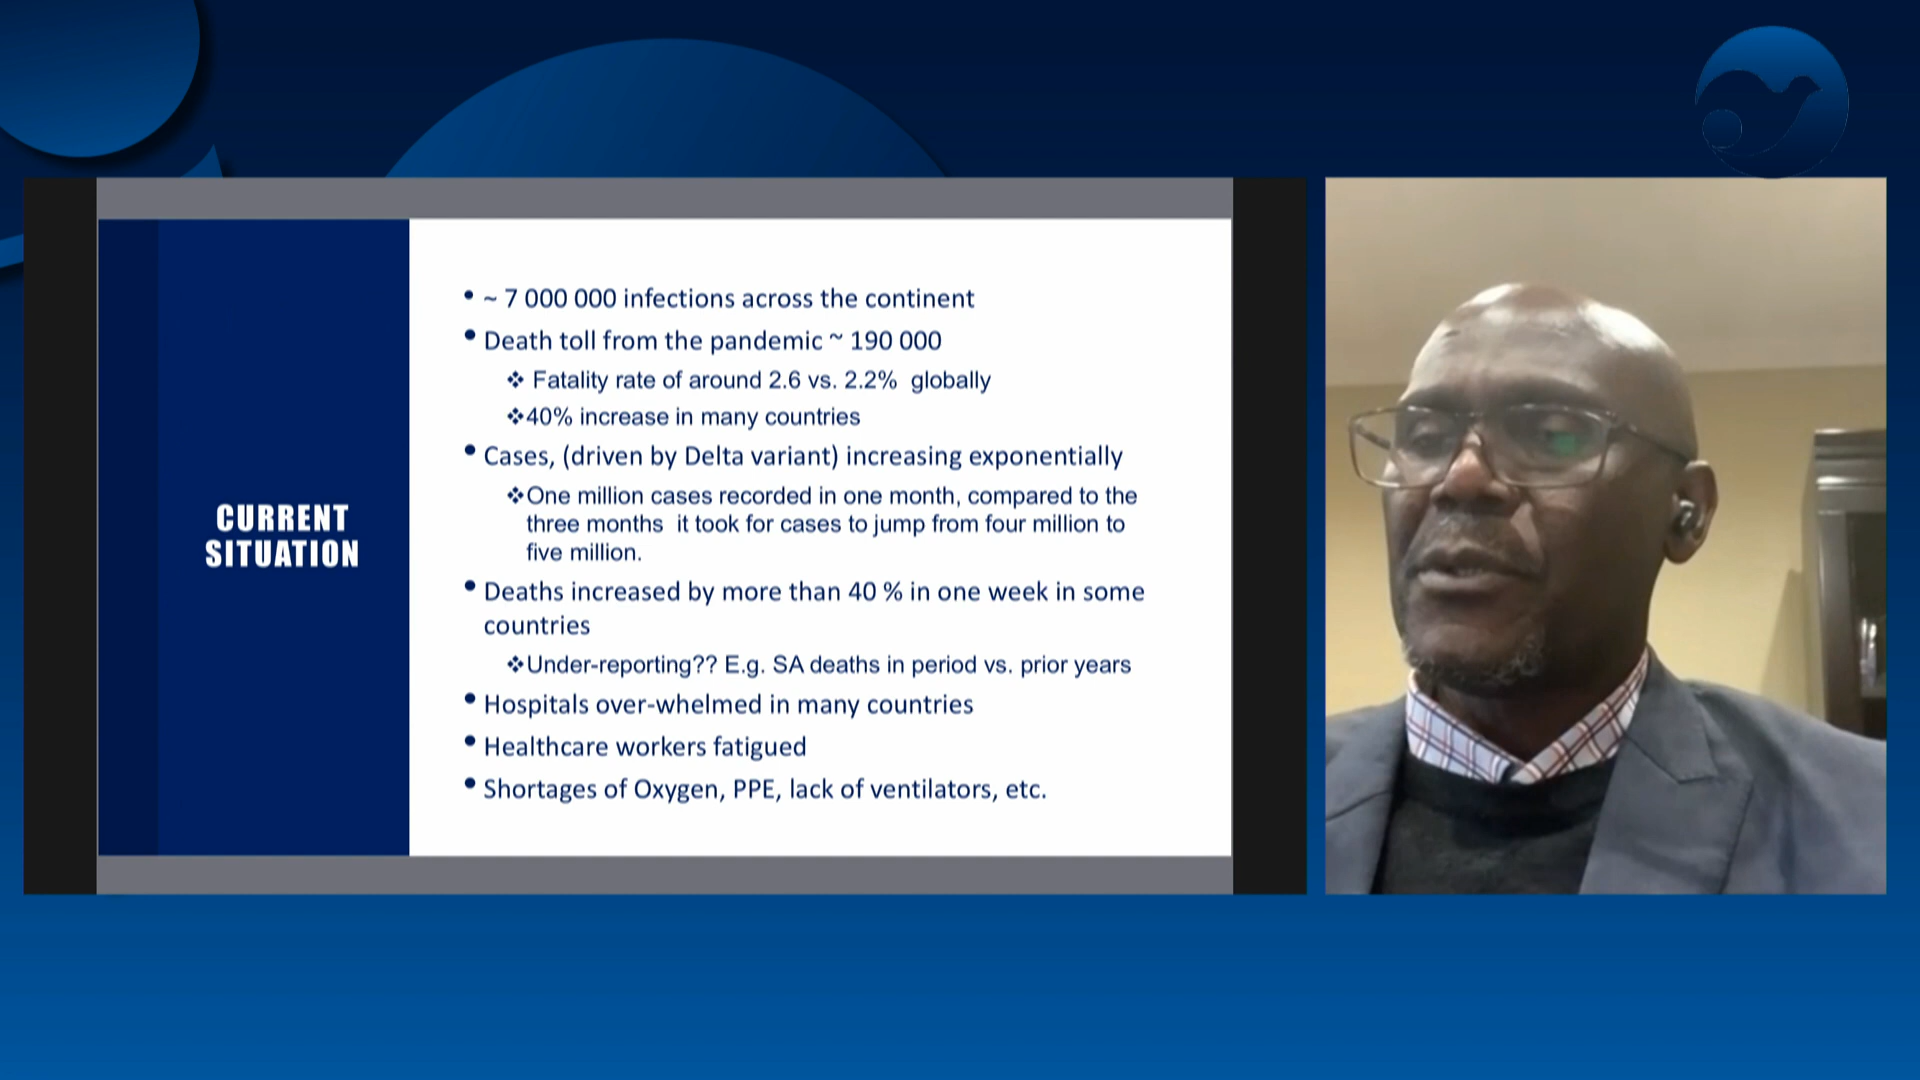 CURRENT
SITUATION
• ~ 7 000 000 infections across the continent
• Death toll from the pandemic ~ 190 000
❖ Fatality rate of around 2.6 vs. 2.2%  globally
❖40% increase in many countries
• Cases, (driven by Delta variant) increasing exponentially
❖One million cases recorded in one month, compared to the
three months  it took for cases to jump from four million to
five million.
• Deaths increased by more than 40 % in one week in some
countries
❖Under-reporting?? E.g. SA deaths in period vs. prior years
• Hospitals over-whelmed in many countries
• Healthcare workers fatigued
• Shortages of Oxygen, PPE, lack of ventilators, etc.